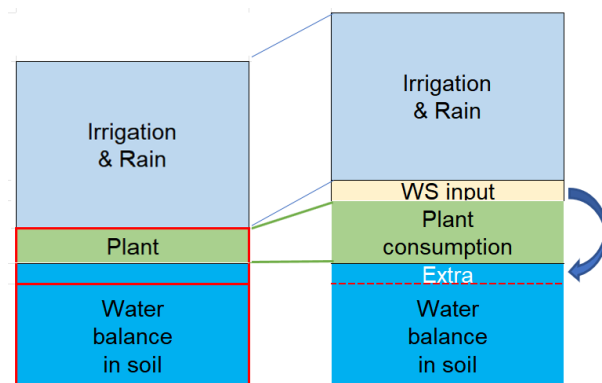 Irrigation
& Rain
Plant
Water
balance
in soil
Irrigation
& Rain
WS input
Plant
consumption
Extra
Water
balance
in soil